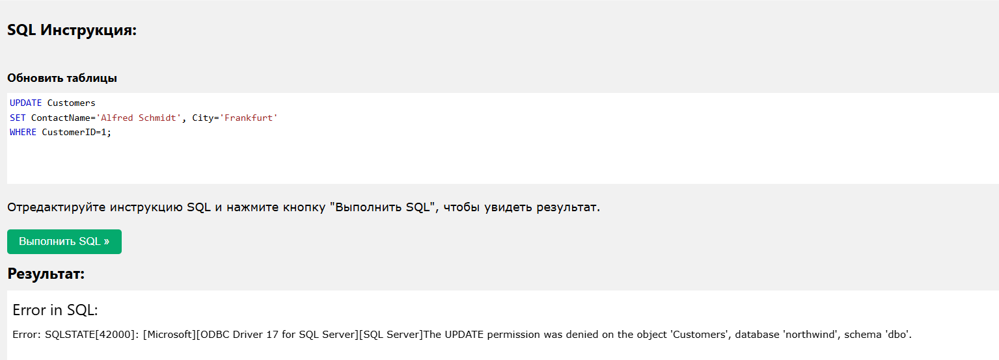 SQL Инструкция:
Обновить таблицы
UPDATE Customers
SET ContactName='Alfred Schmidt', City='Frankfurt'
WHERE CustomerID=1;
Отредактируйте инструкцию SQL и нажмите кнопку "Выполнить SQL", чтобы увидеть результат.
Выполнить SQL »
Результат:
Error in SQL:
Error: SQLSTATE[42000]: [Microsoft][ODBC Driver 17 for SQL Server][SQL Server]The UPDATE permission was denied on the object 'Customers', database 'northwind', schema 'dbo'.